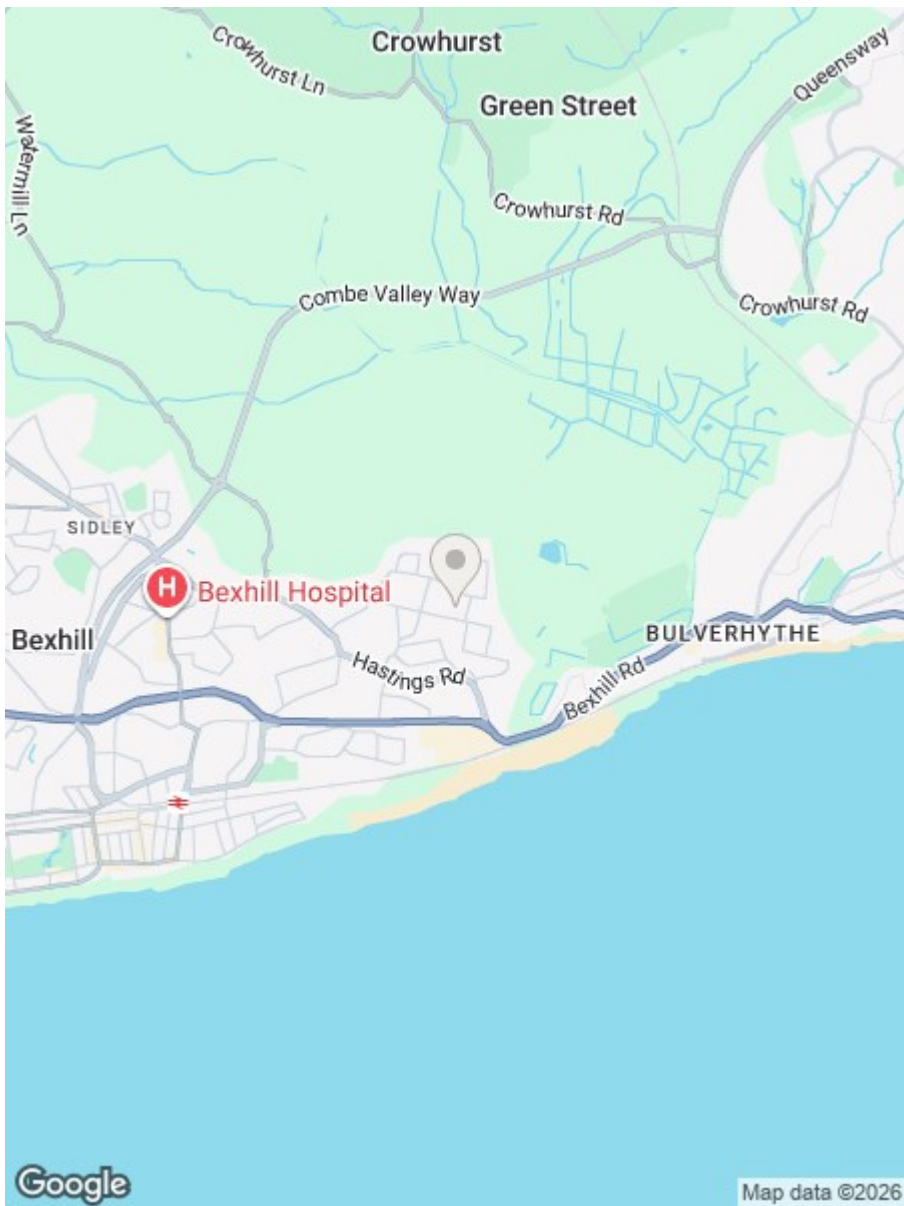 Crowhurst
Crowhurst Ln
Green Street
Queensway
Watermill Ln
Crowhurst Rd
Combe Valley Way
Crowhurst Rd
SIDLEY
H
Bexhill Hospital
Bexhill
BULVERHYTHE
Hastings Rd
Bexhill Rd
Google
Map data ©2026